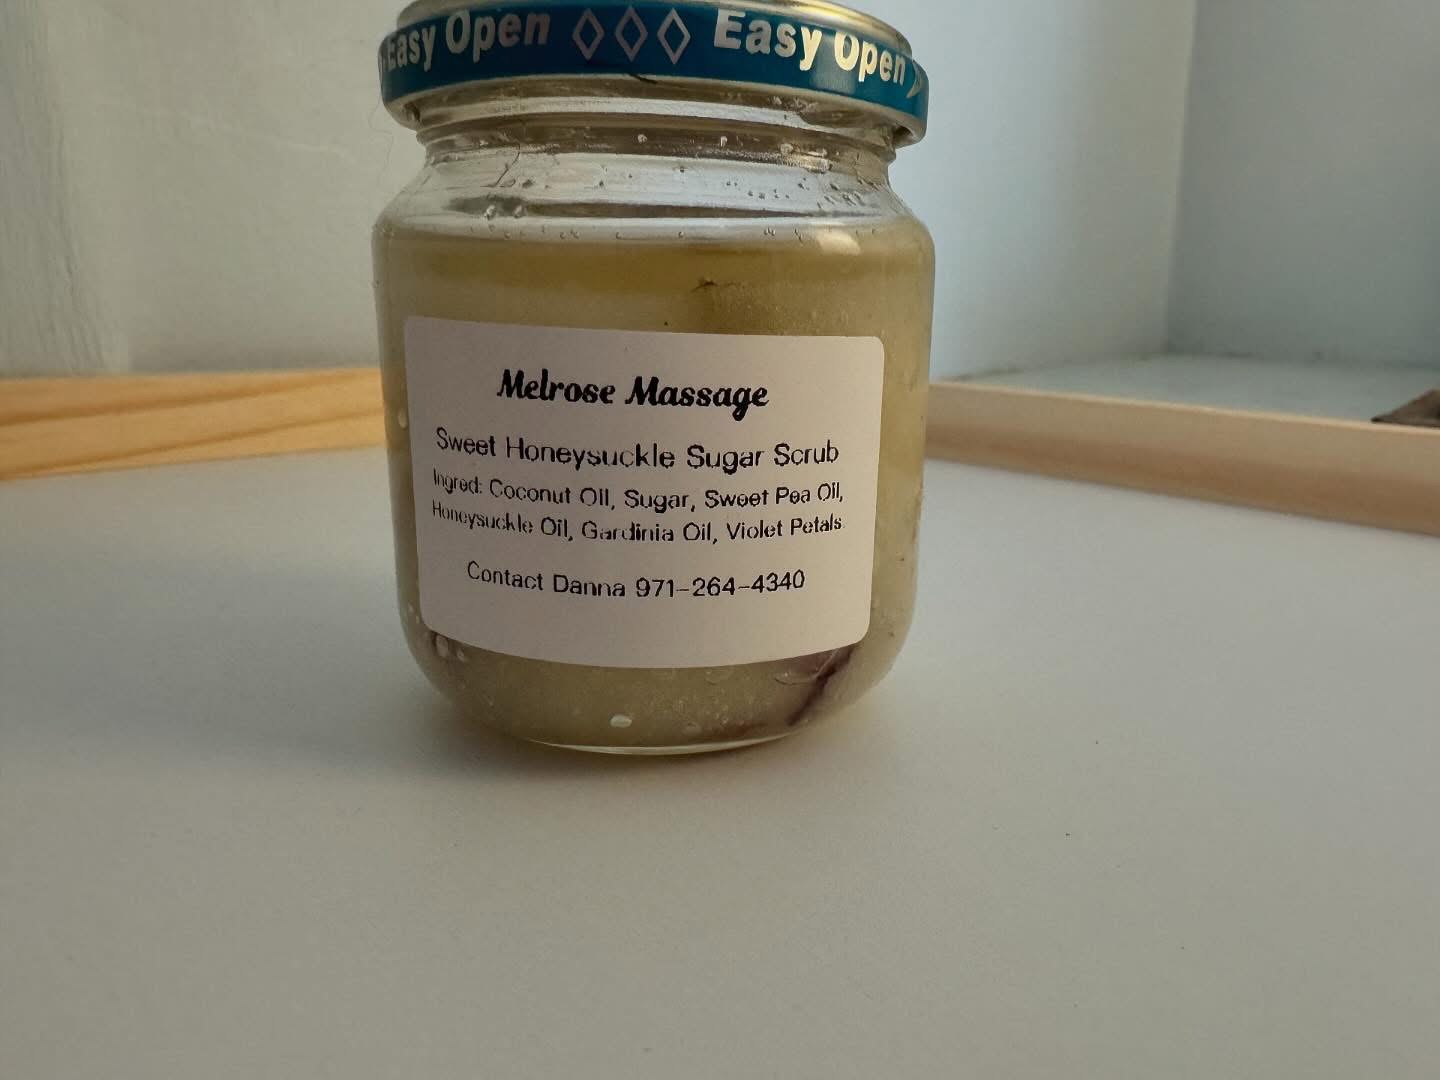 Easy Open ◇◇◇ Easy Open
Melrose Massage
Sweet Honeysuckle Sugar Scrub
Ingred: Coconut Oil, Sugar, Sweet Pea Oil,
Honeysuckle Oil, Gardinia Oil, Violet Petals
Contact Danna 971-264-4340